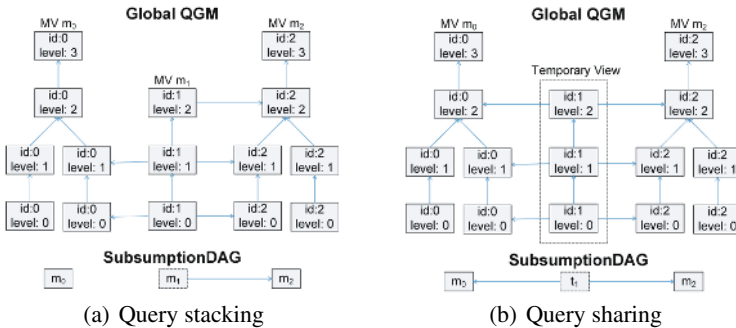 Global QGM
MV m0
id:0
level: 3
MV m2
id:2
level: 3
MV m1
id:0
level: 2
id:1
level: 2
id:2
level: 2
id:0
level: 1
id:0
level: 1
id:1
level: 1
id:2
level: 1
id:2
level: 1
id:0
level: 0
id:0
level: 0
id:1
level: 0
id:2
level: 0
id:2
level: 0
SubsumptionDAG
m0
m1
m2
(a) Query stacking
Global QGM
MV m0
id:0
level: 3
MV m2
id:2
level: 3
Temporary View
id:0
level: 2
id:1
level: 2
id:2
level: 2
id:0
level: 1
id:0
level: 1
id:1
level: 1
id:2
level: 1
id:2
level: 1
id:0
level: 0
id:0
level: 0
id:1
level: 0
id:2
level: 0
id:2
level: 0
SubsumptionDAG
m0
t1
m2
(b) Query sharing